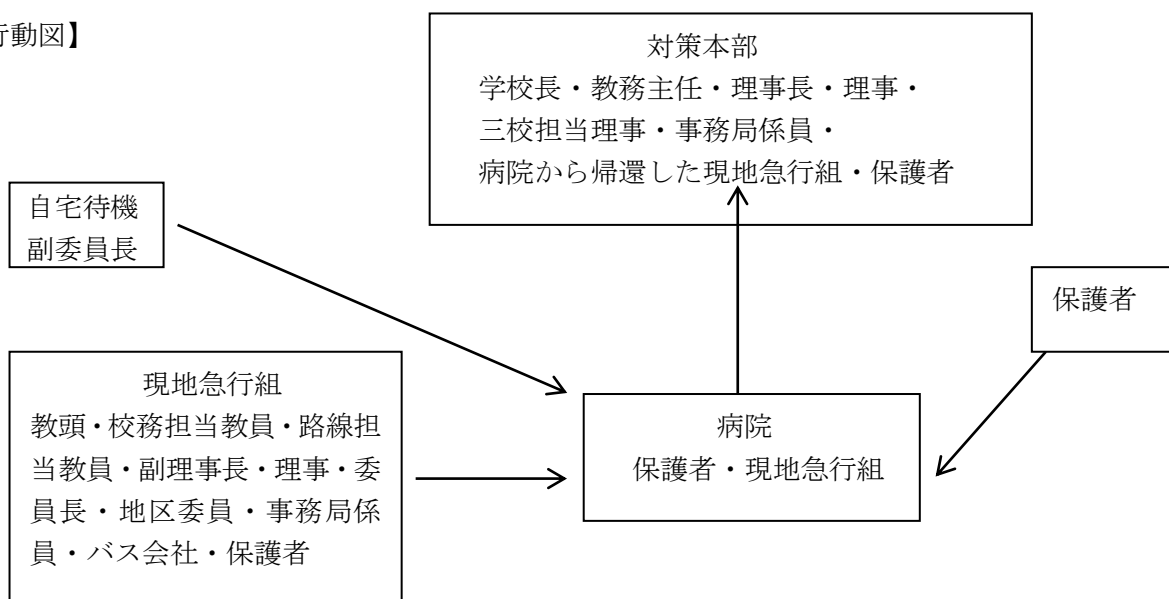 行動図】
対策本部
学校長・教務主任・理事長・理事・
三校担当理事・事務局係員・
病院から帰還した現地急行組・保護者
自宅待機
副委員長
保護者
現地急行組
教頭・校務担当教員・路線担
当教員・副理事長・理事・委
員長・地区委員・事務局係
員・バス会社・保護者
病院
保護者・現地急行組